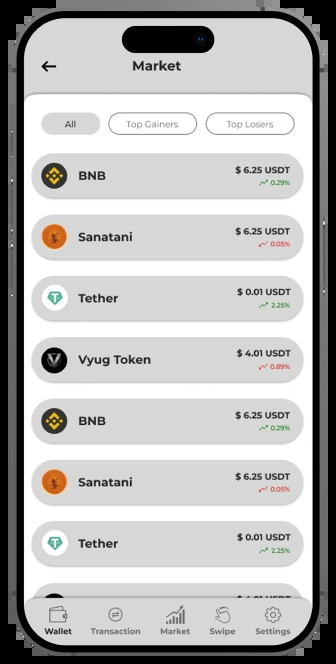 Market
All Top Gainers Top Losers
BNB $ 6.25 USDT
0.29%
Sanatani $ 6.25 USDT
0.05%
Tether $ 0.01 USDT
2.25%
Vyug Token $ 4.01 USDT
0.89%
BNB $ 6.25 USDT
0.29%
Sanatani $ 6.25 USDT
0.05%
Tether $ 0.01 USDT
2.25%
Wallet Transaction Market Swipe Settings